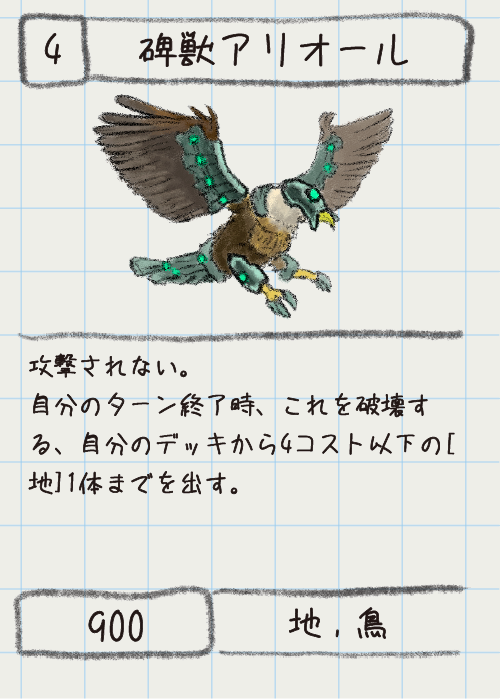 4
碑獣アリオール
攻撃されない。
自分のターン終了時、これを破壊す
る、自分のデッキから4コスト以下の[
地]1体までを出す。
900
地,鳥